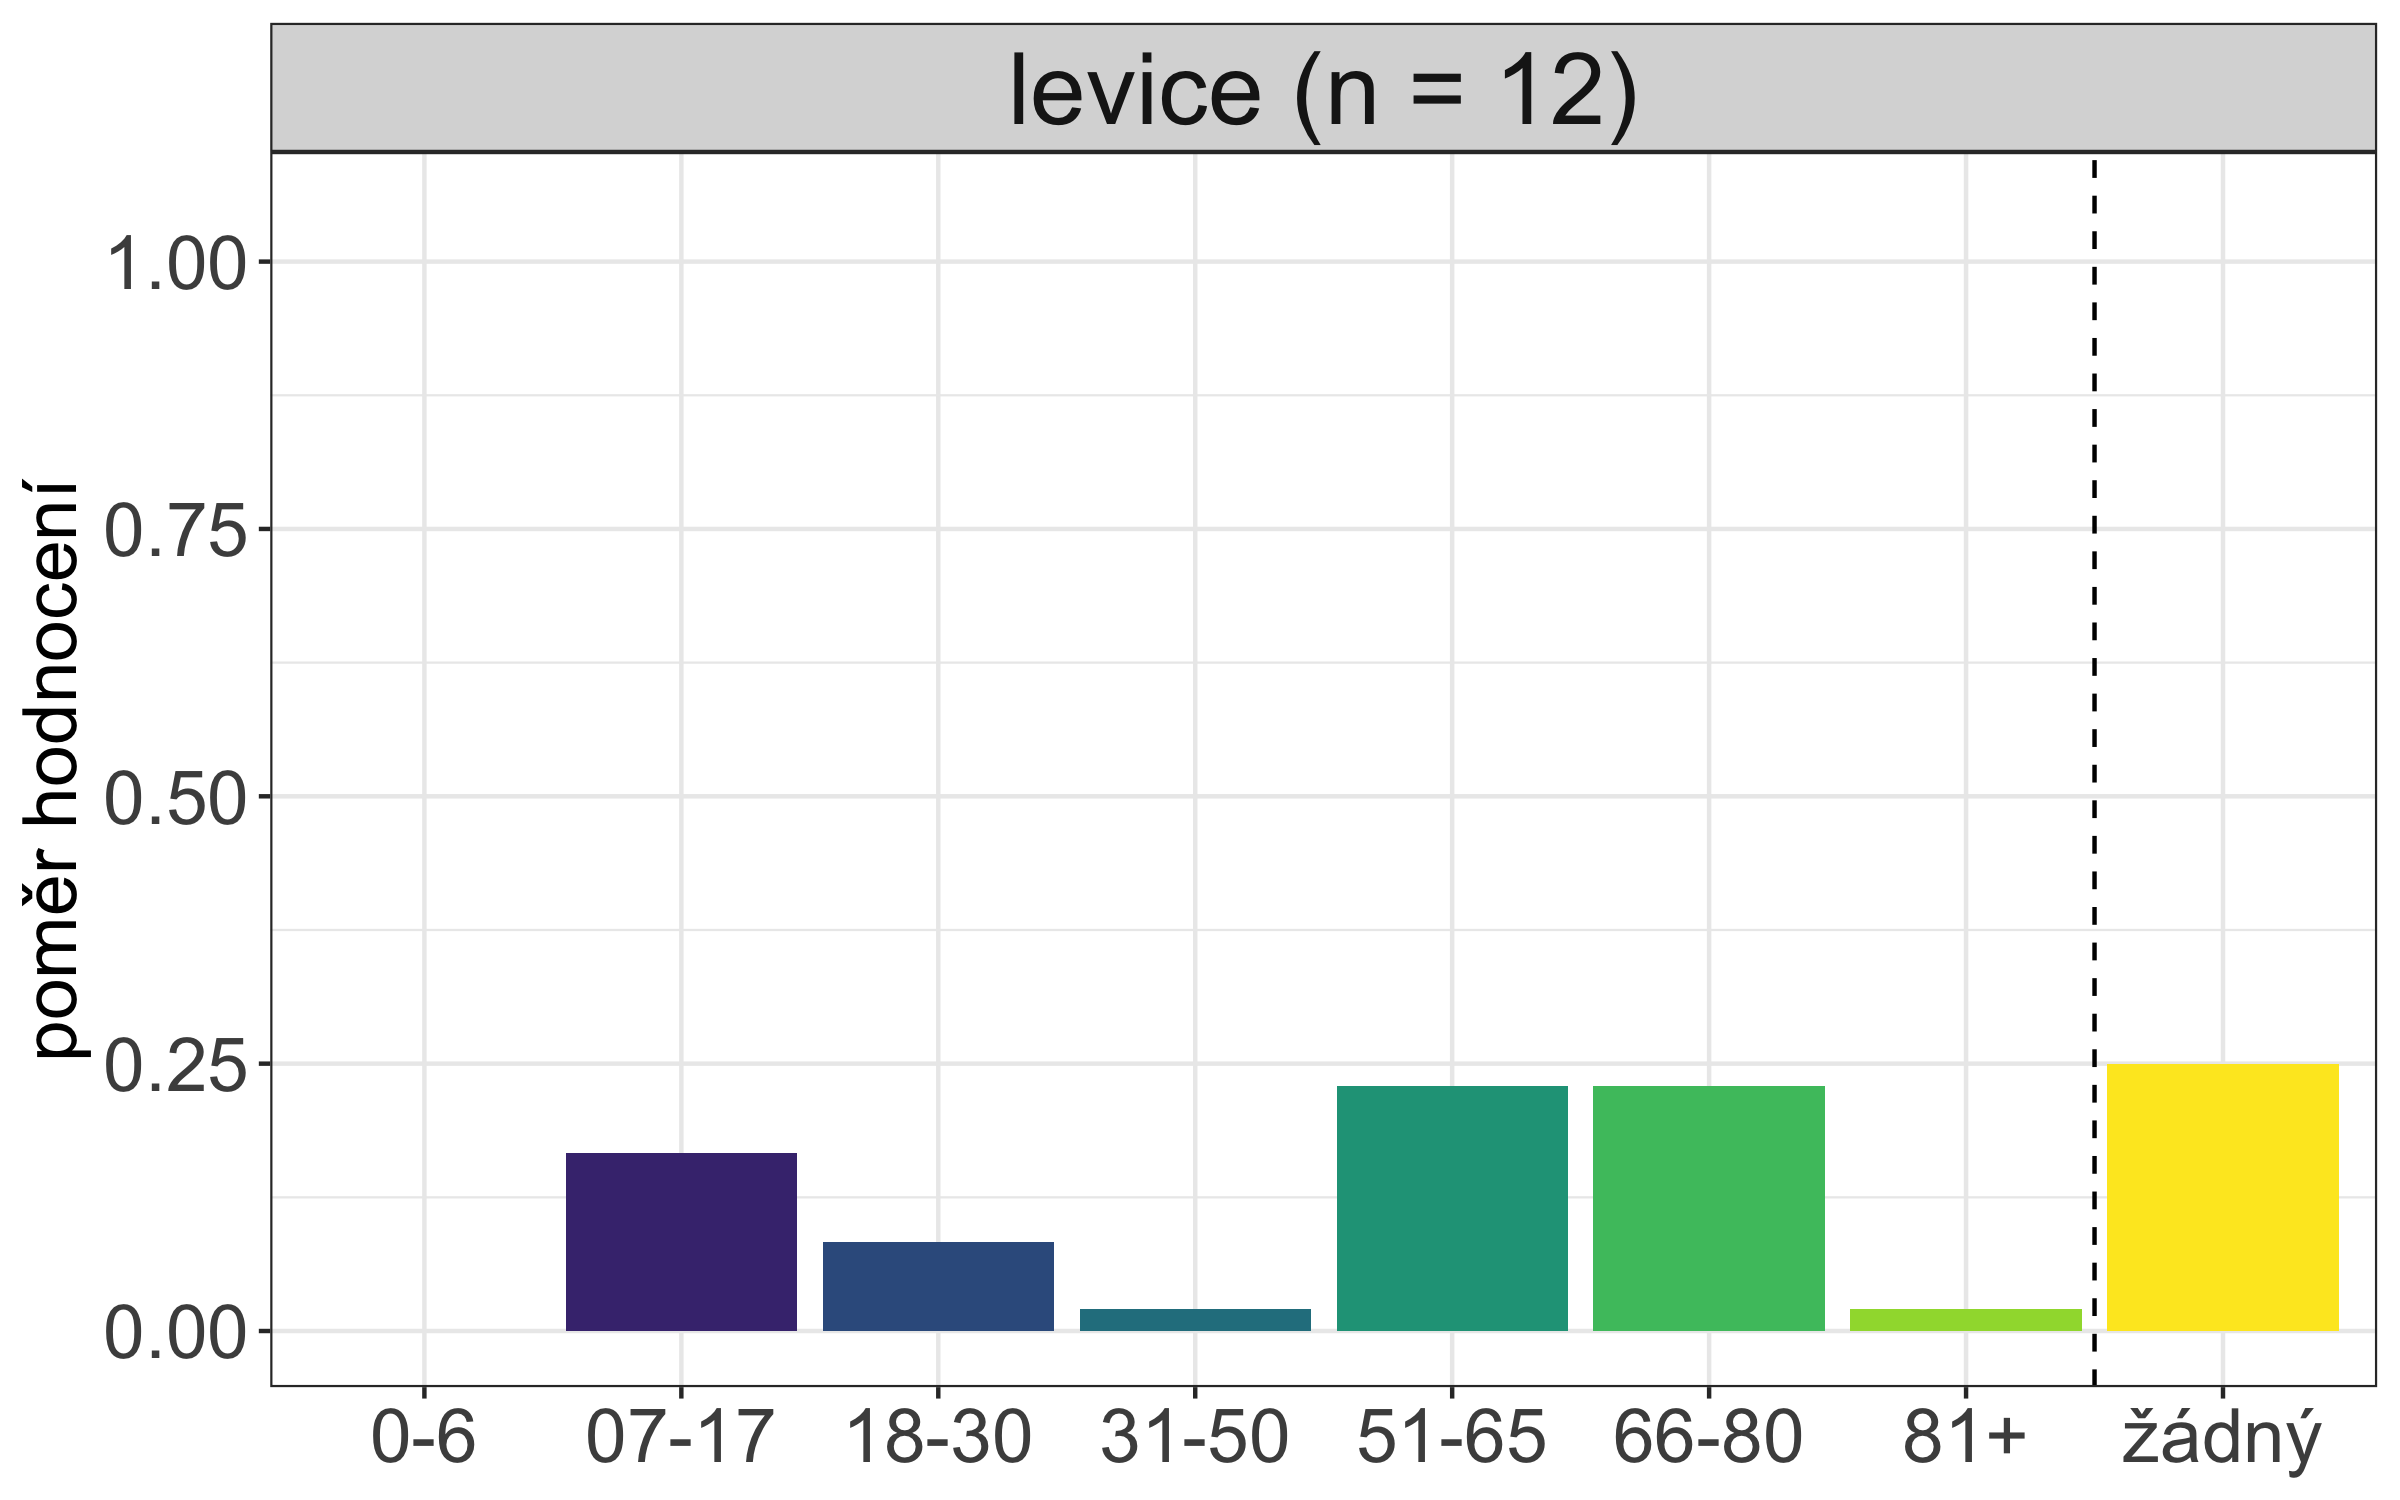 levice (n = 12)
poměr hodnocení
1.00
0.75
0.50
0.25
0.00
0-6 07-17 18-30 31-50 51-65 66-80 81+ žádný